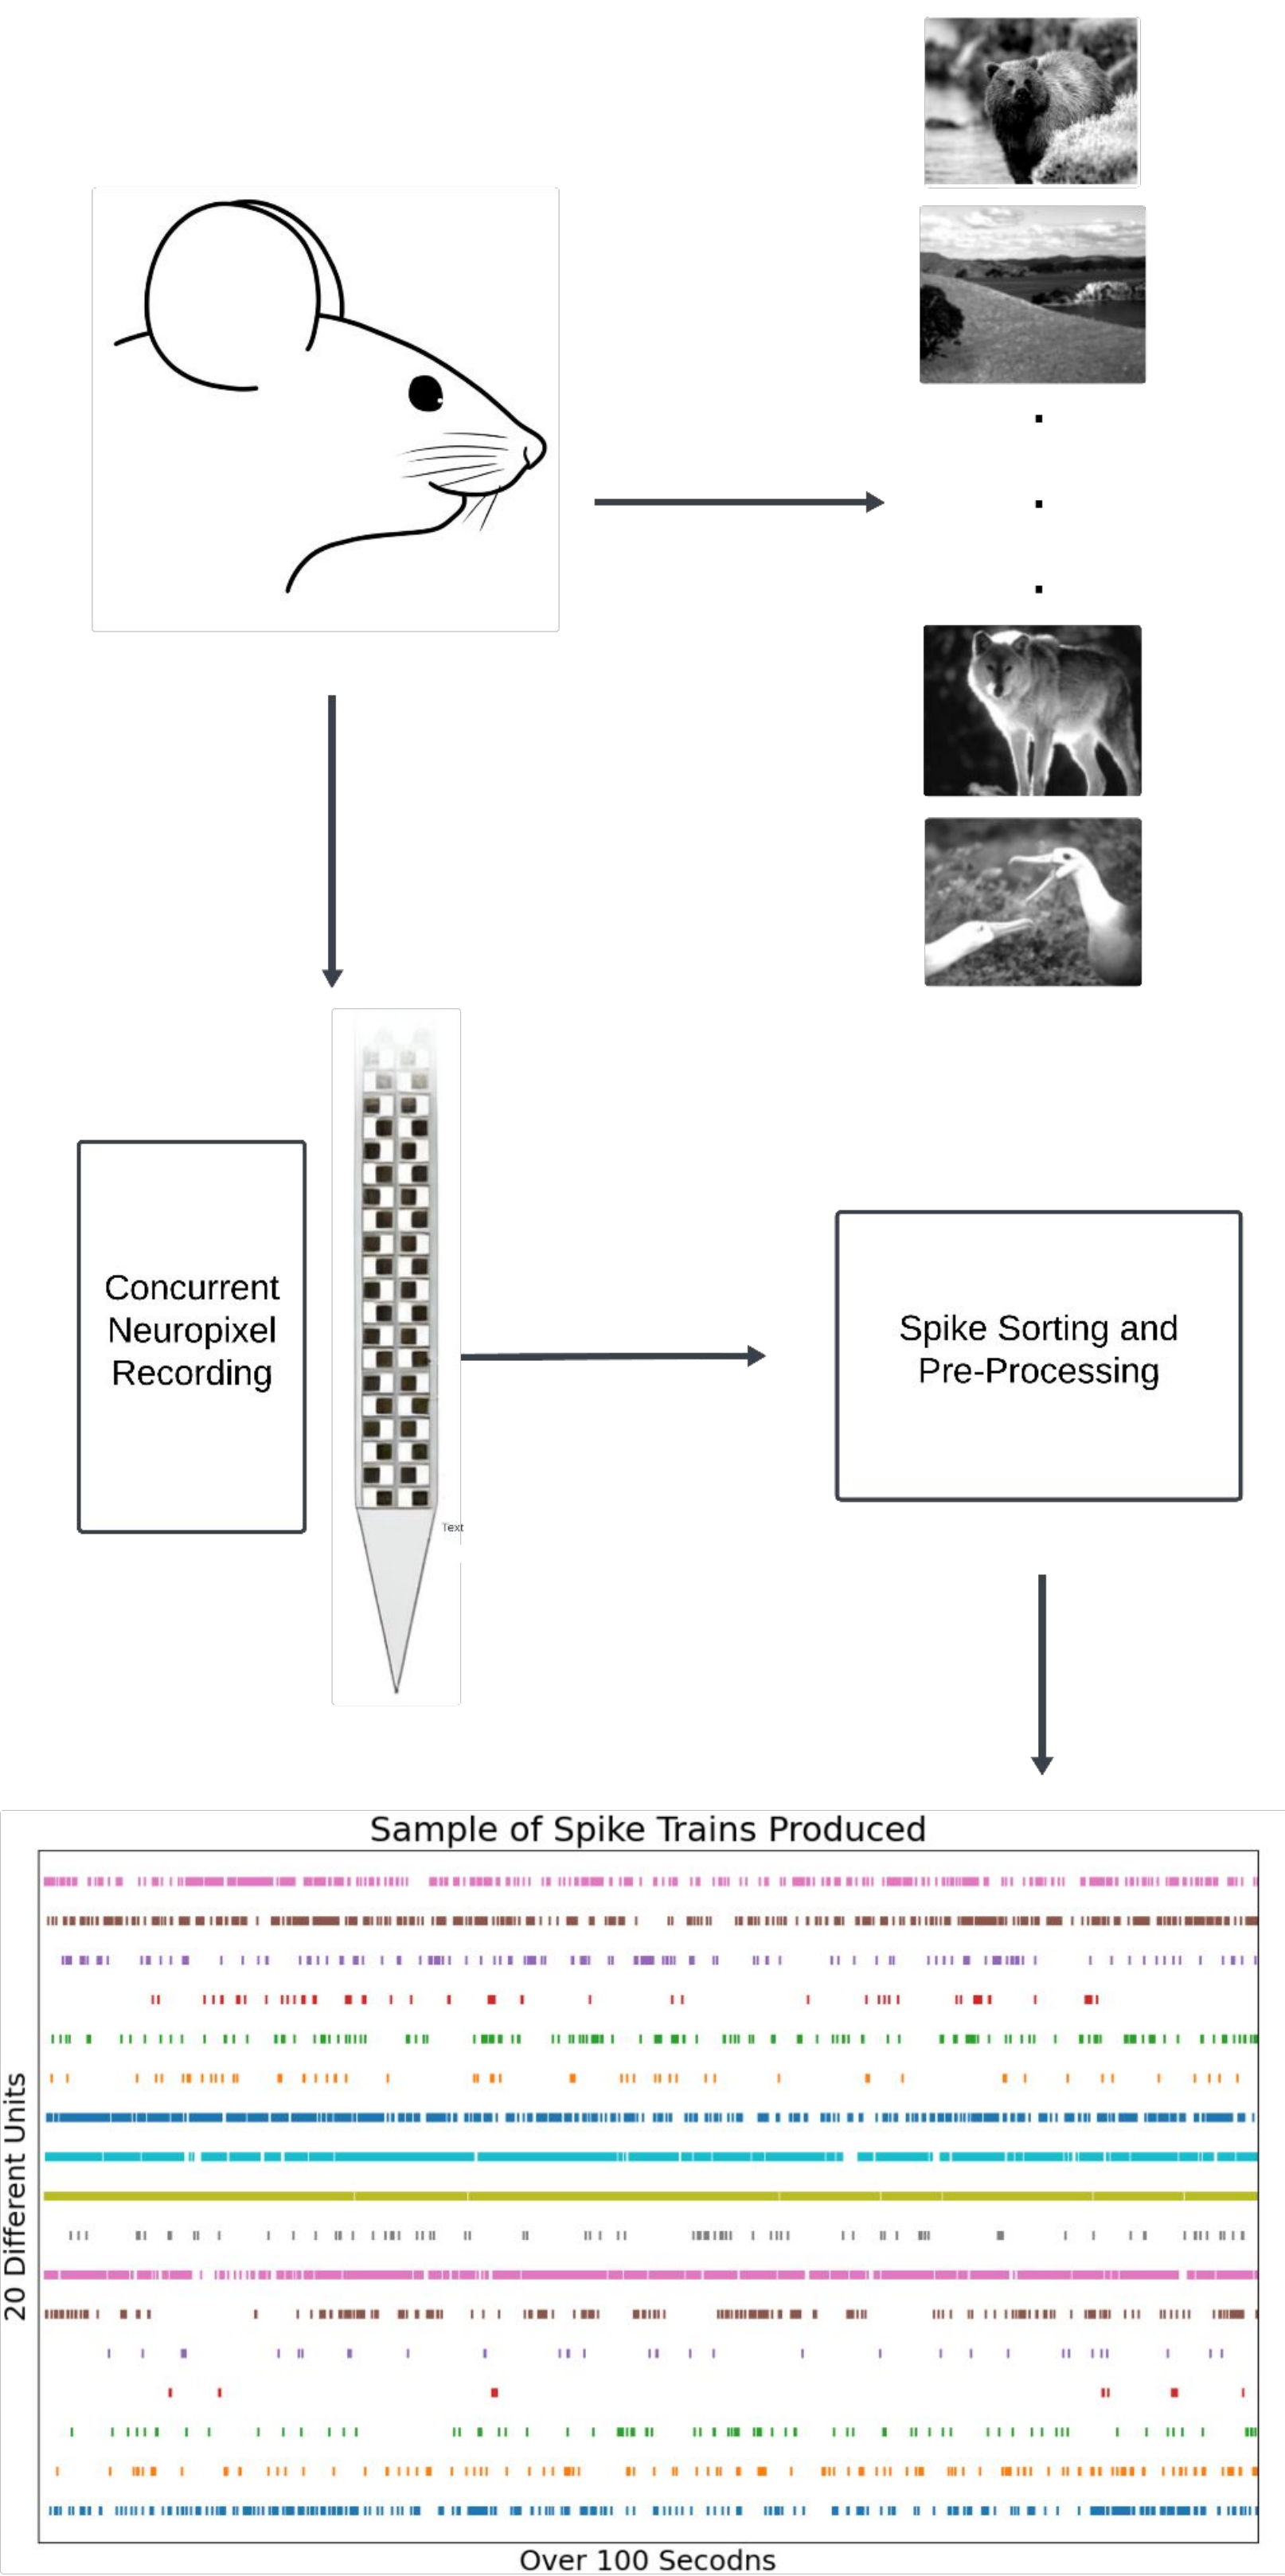 Concurrent
Neuropixel
Recording
Text
Spike Sorting and
Pre-Processing
Sample of Spike Trains Produced
20 Different Units
Over 100 Secodns